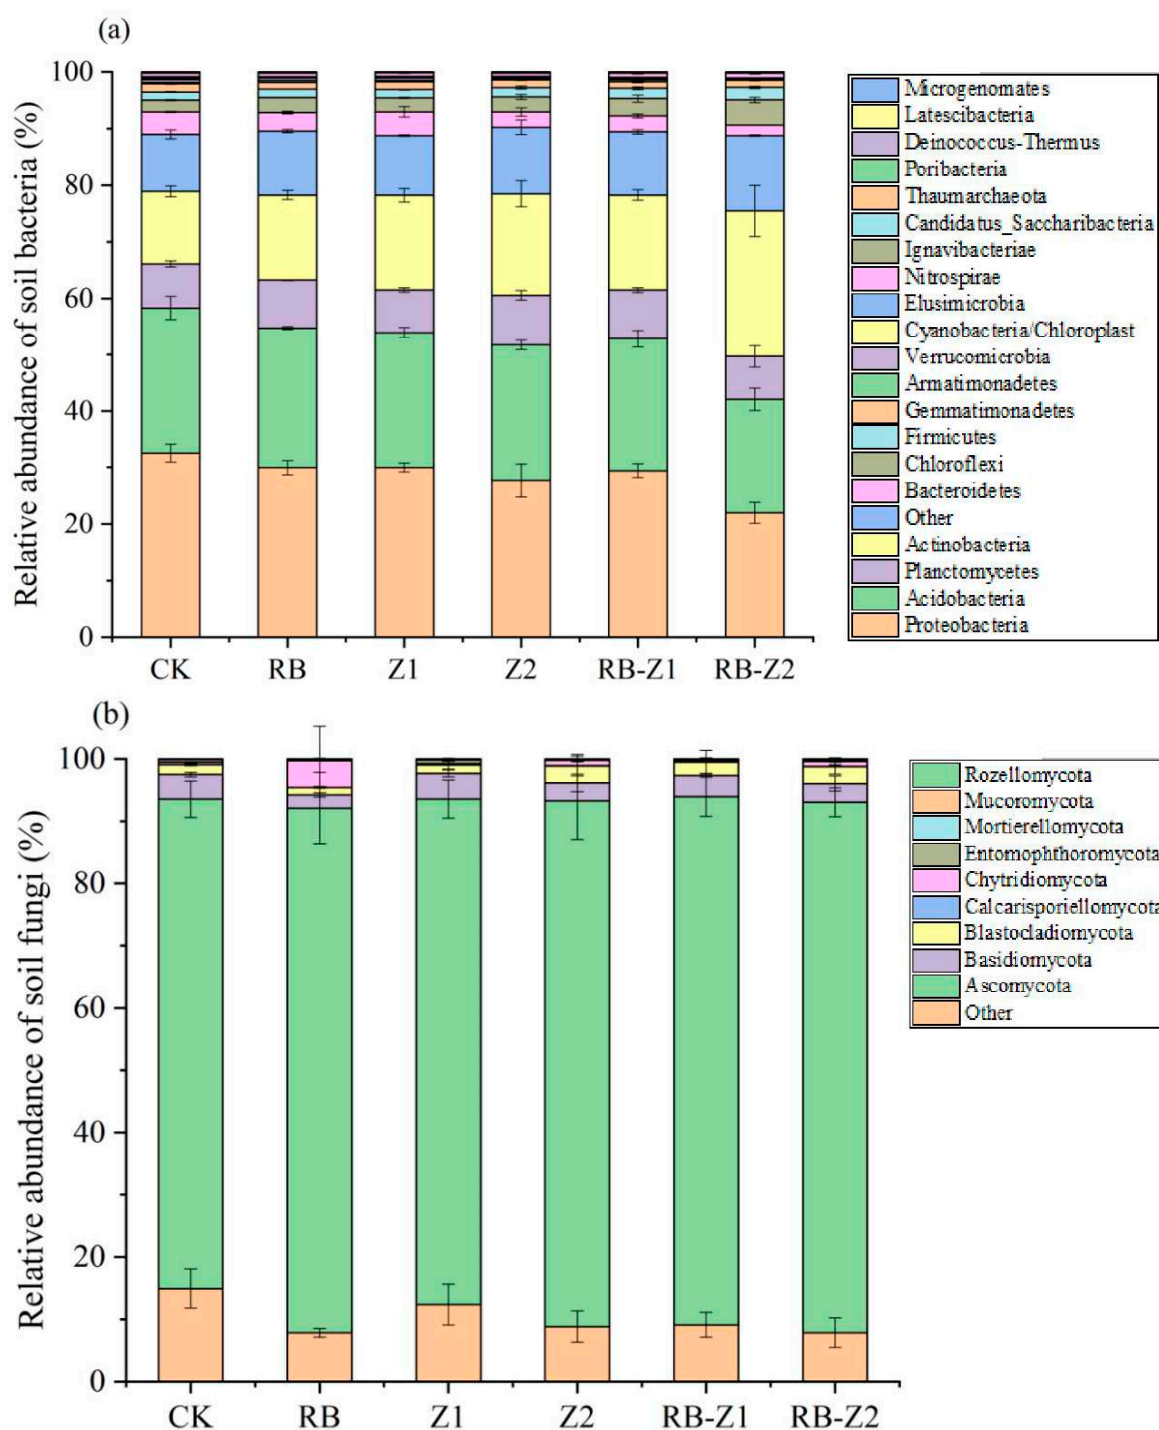 (a)
Relative abundance of soil bacteria (%)
100
80
60
40
20
0
CK RB Z1 Z2 RB-Z1 RB-Z2
Microgenomates
Latescibacteria
Deinococcus-Thermus
Poribacteria
Thaumarchaeota
Candidatus_Saccharibacteria
Ignavibacteriae
Nitrospirae
Elusimicrobia
Cyanobacteria/Chloroplast
Verrucomicrobia
Armatimonadetes
Gemmatimonadetes
Firmicutes
Chloroflexi
Bacteroidetes
Other
Actinobacteria
Planctomycetes
Acidobacteria
Proteobacteria
(b)
Relative abundance of soil fungi (%)
100
80
60
40
20
0
CK RB Z1 Z2 RB-Z1 RB-Z2
Rozellomycota
Mucoromycota
Mortierellomycota
Entomophthoromycota
Chytridiomycota
Calcarisporiellomycota
Blastocladiomycota
Basidiomycota
Ascomycota
Other